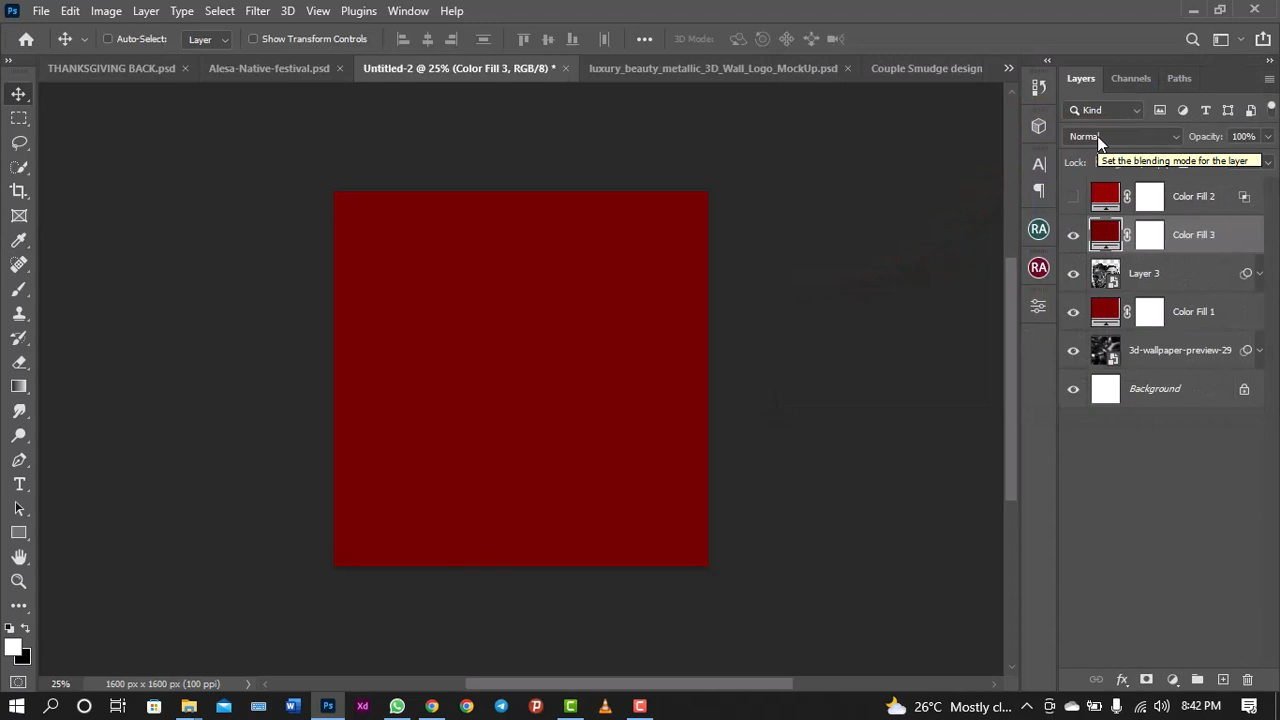 Ps File Edit Image Layer Type Select Filter 3D View Plugins Window Help
Auto-Select: Layer Show Transform Controls 3D Mode:
THANKSGIVING BACK.psd × Alesa-Native-festival.psd × Untitled-2 @ 25% (Color Fill 3, RGB/8) * × luxury_beauty_metallic_3D_Wall_Logo_MockUp.psd × Couple Smudge design
Layers Channels Paths
Kind
Normal Opacity: 100%
Set the blending mode for the layer
Lock:
Color Fill 2
Color Fill 3
Layer 3
Color Fill 1
3d-wallpaper-preview-29
Background
RA
RA
25% 1600 px x 1600 px (100 ppi)
Ps Xd 26°C Mostly cl... 8:42 PM